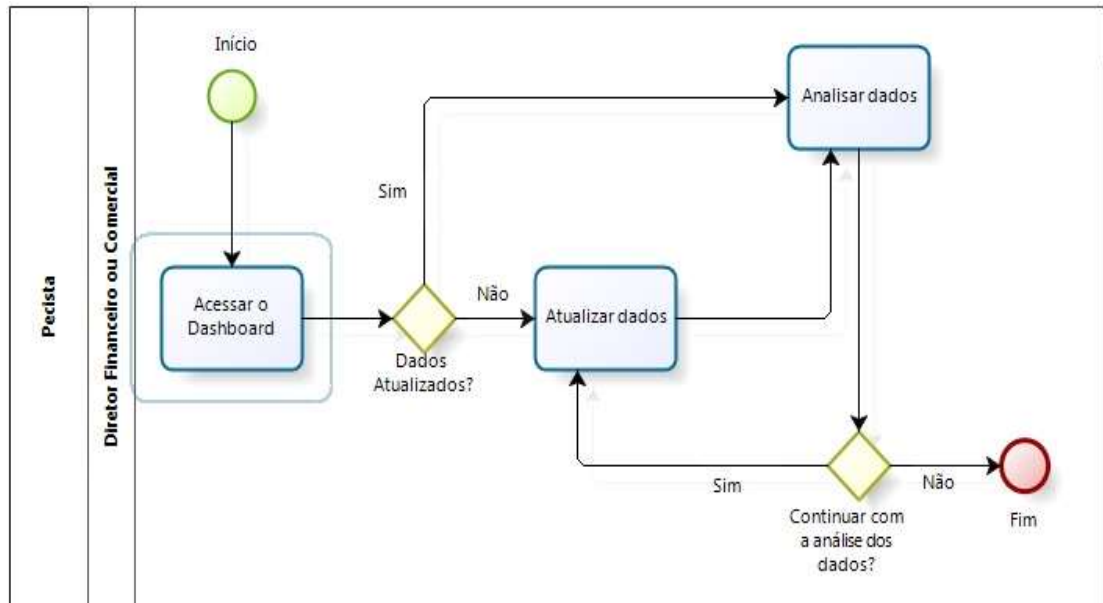 Pecista
Diretor Financeiro ou Comercial
Início
Acessar o
Dashboard
Dados
Atualizados?
Sim
Não
Atualizar dados
Analisar dados
Continuar com
a análise dos
dados?
Sim
Não
Fim